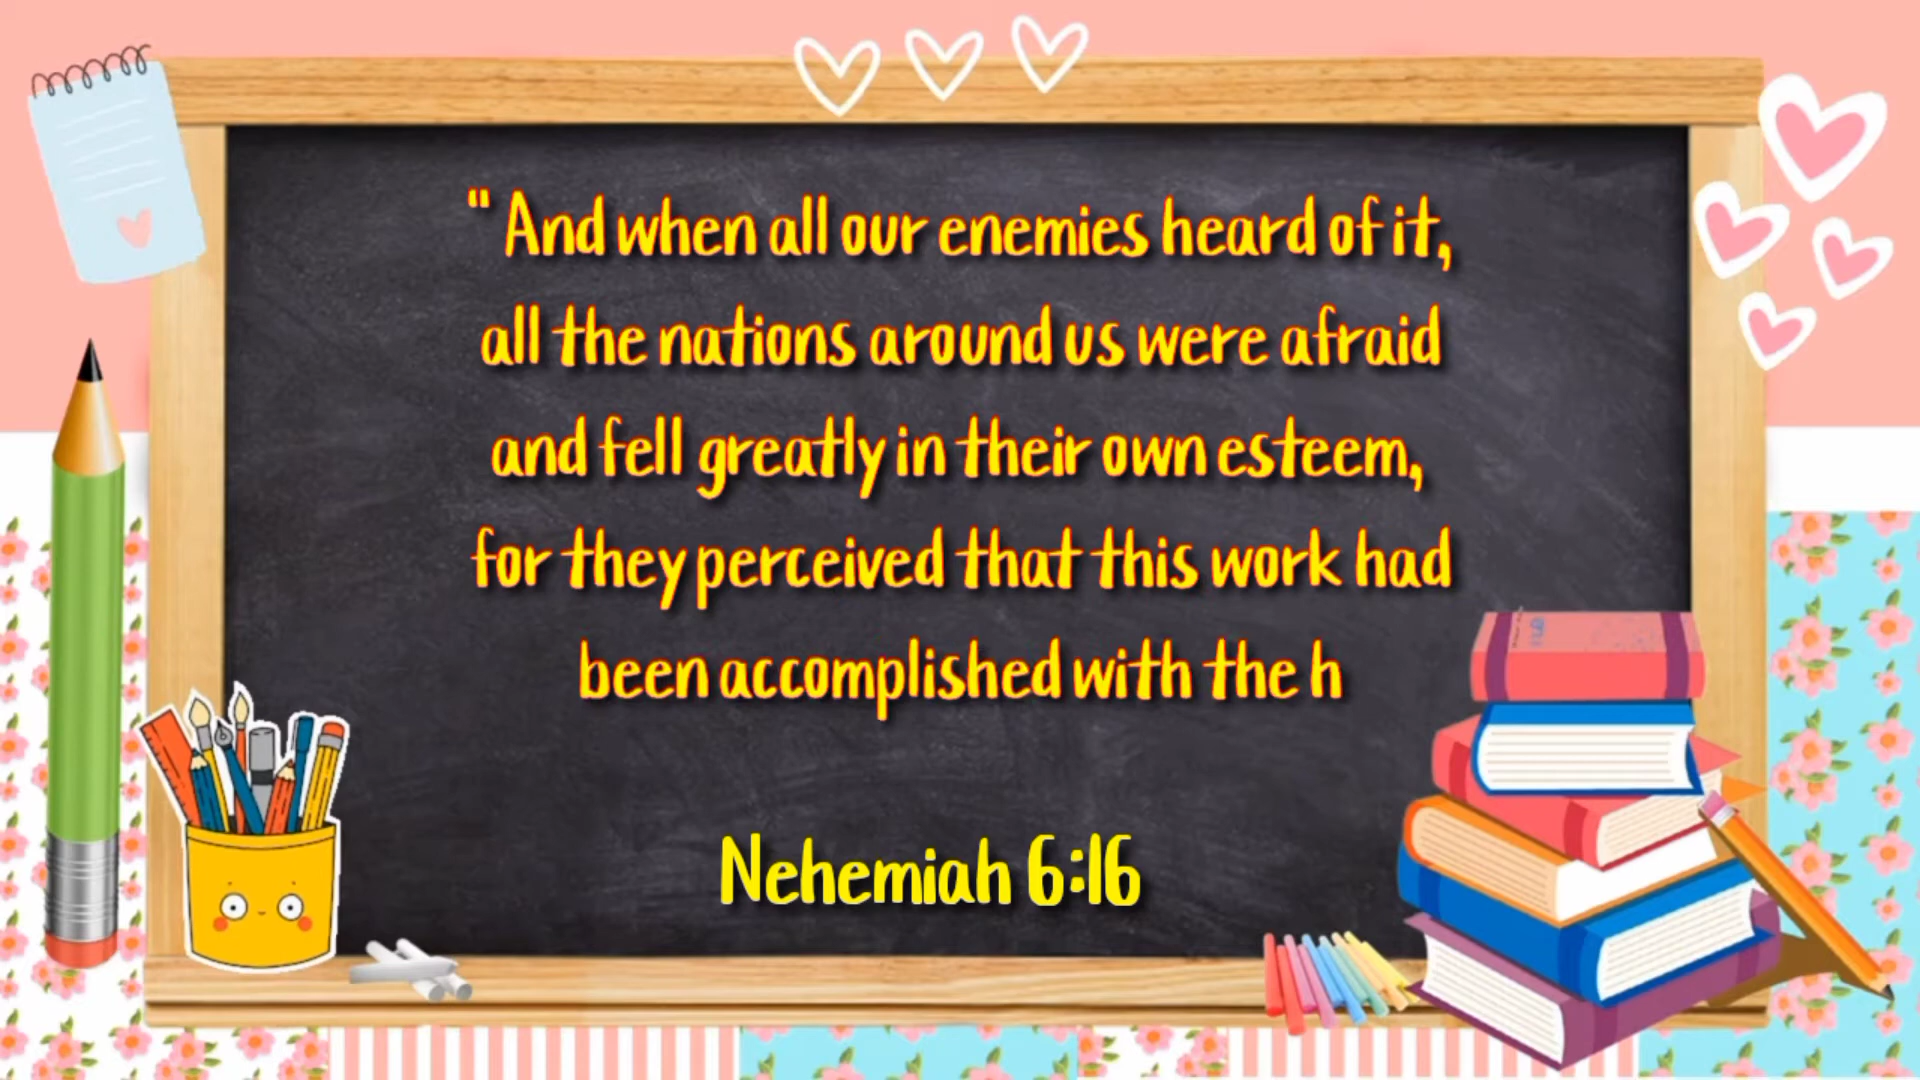 " And when all our enemies heard of it,
all the nations around us were afraid
and fell greatly in their own esteem,
for they perceived that this work had
been accomplished with the h
Nehemiah 6:16